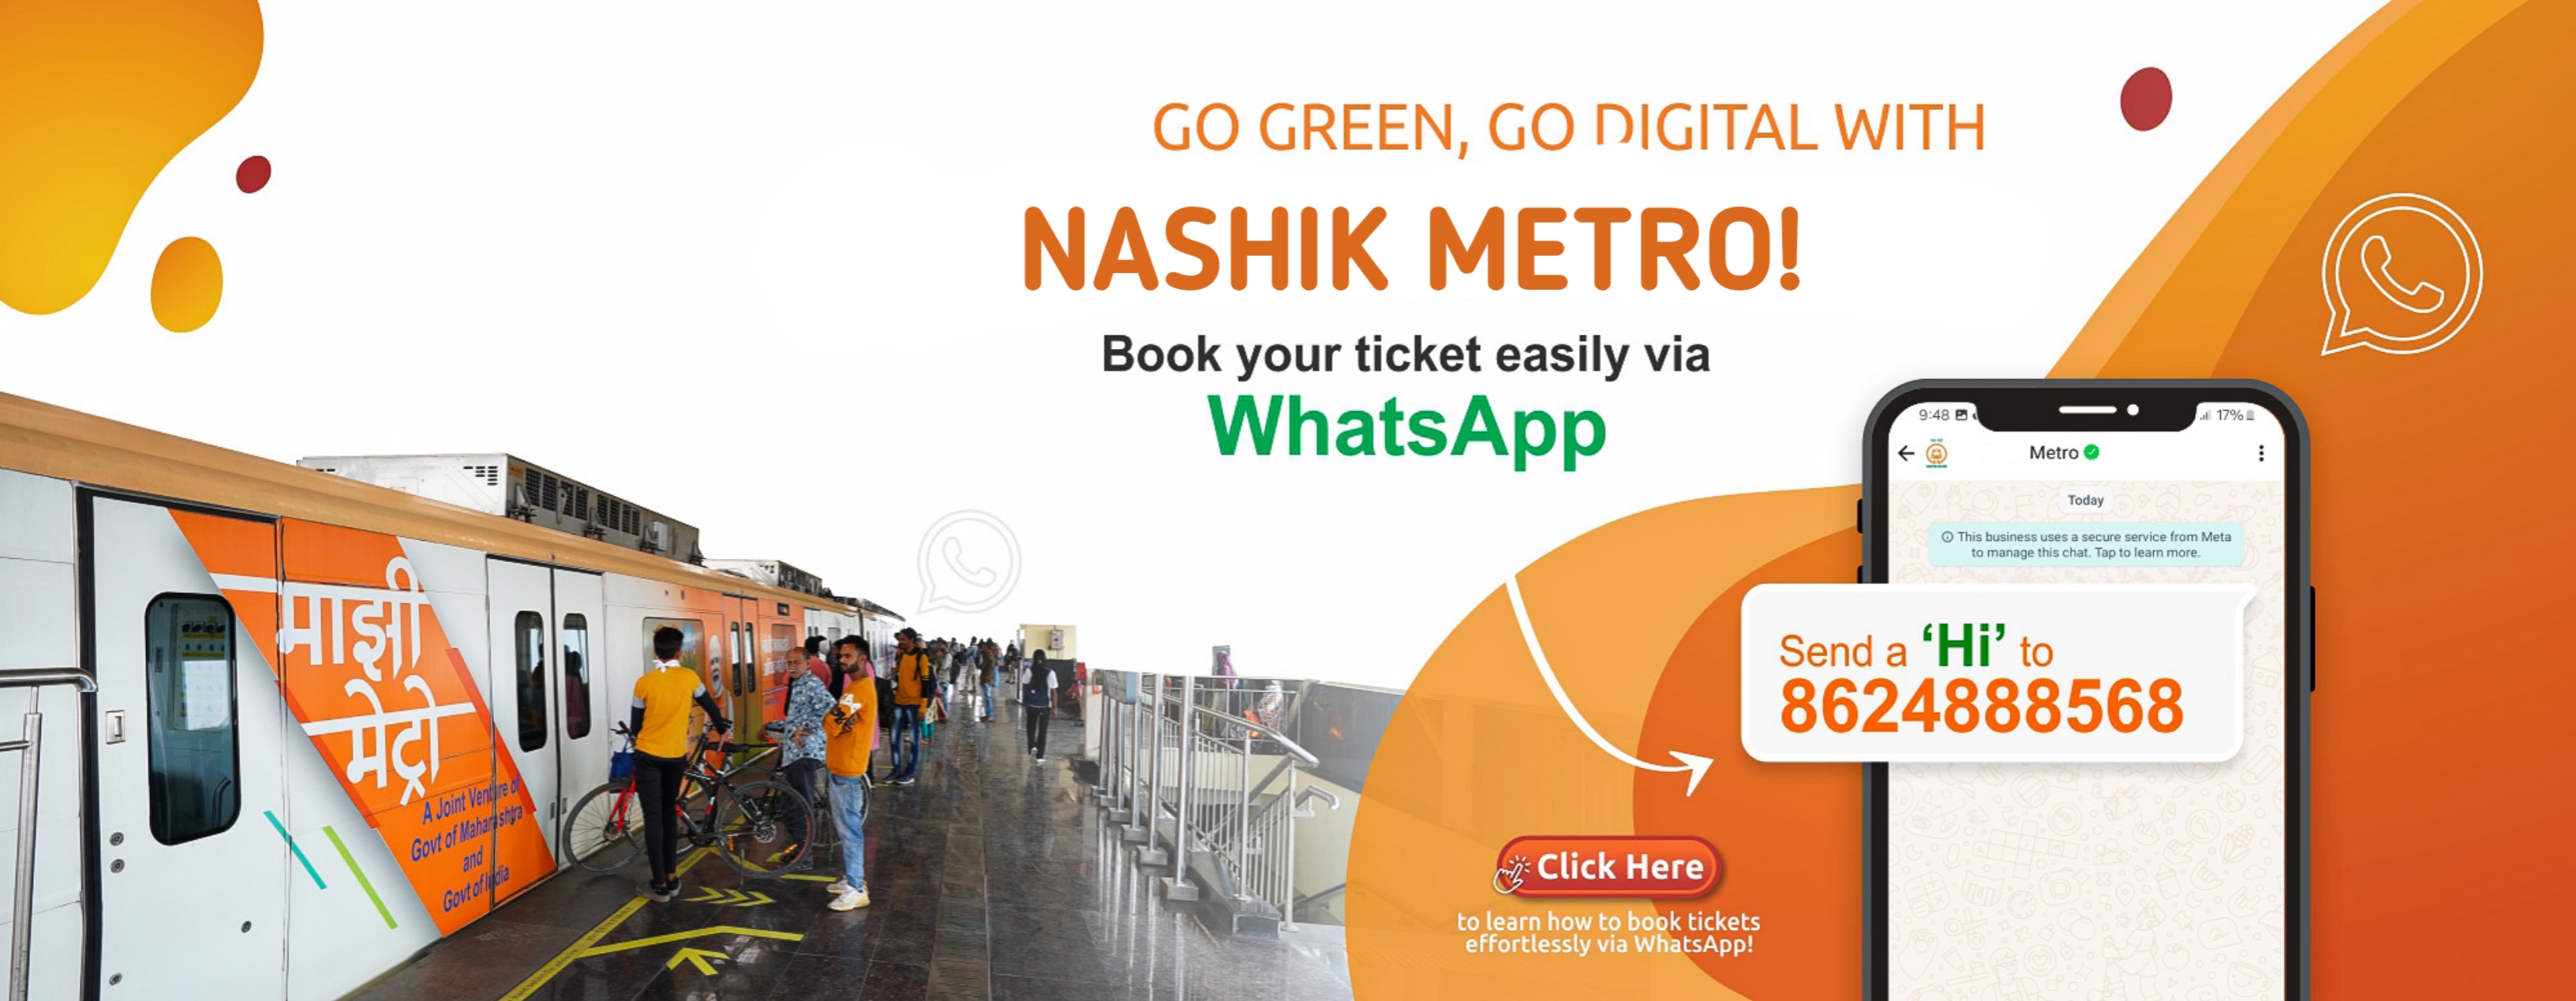 GO GREEN, GO DIGITAL WITH
NASHIK METRO!
Book your ticket easily via
WhatsApp
9:48
17%
Metro
Today
This business uses a secure service from Meta
to manage this chat. Tap to learn more.
Send a ‘Hi’ to
8624888568
Click Here
to learn how to book tickets
effortlessly via WhatsApp!
माझी
मेट्रो
A Joint Venture of
Govt of Maharashtra
and
Govt of India